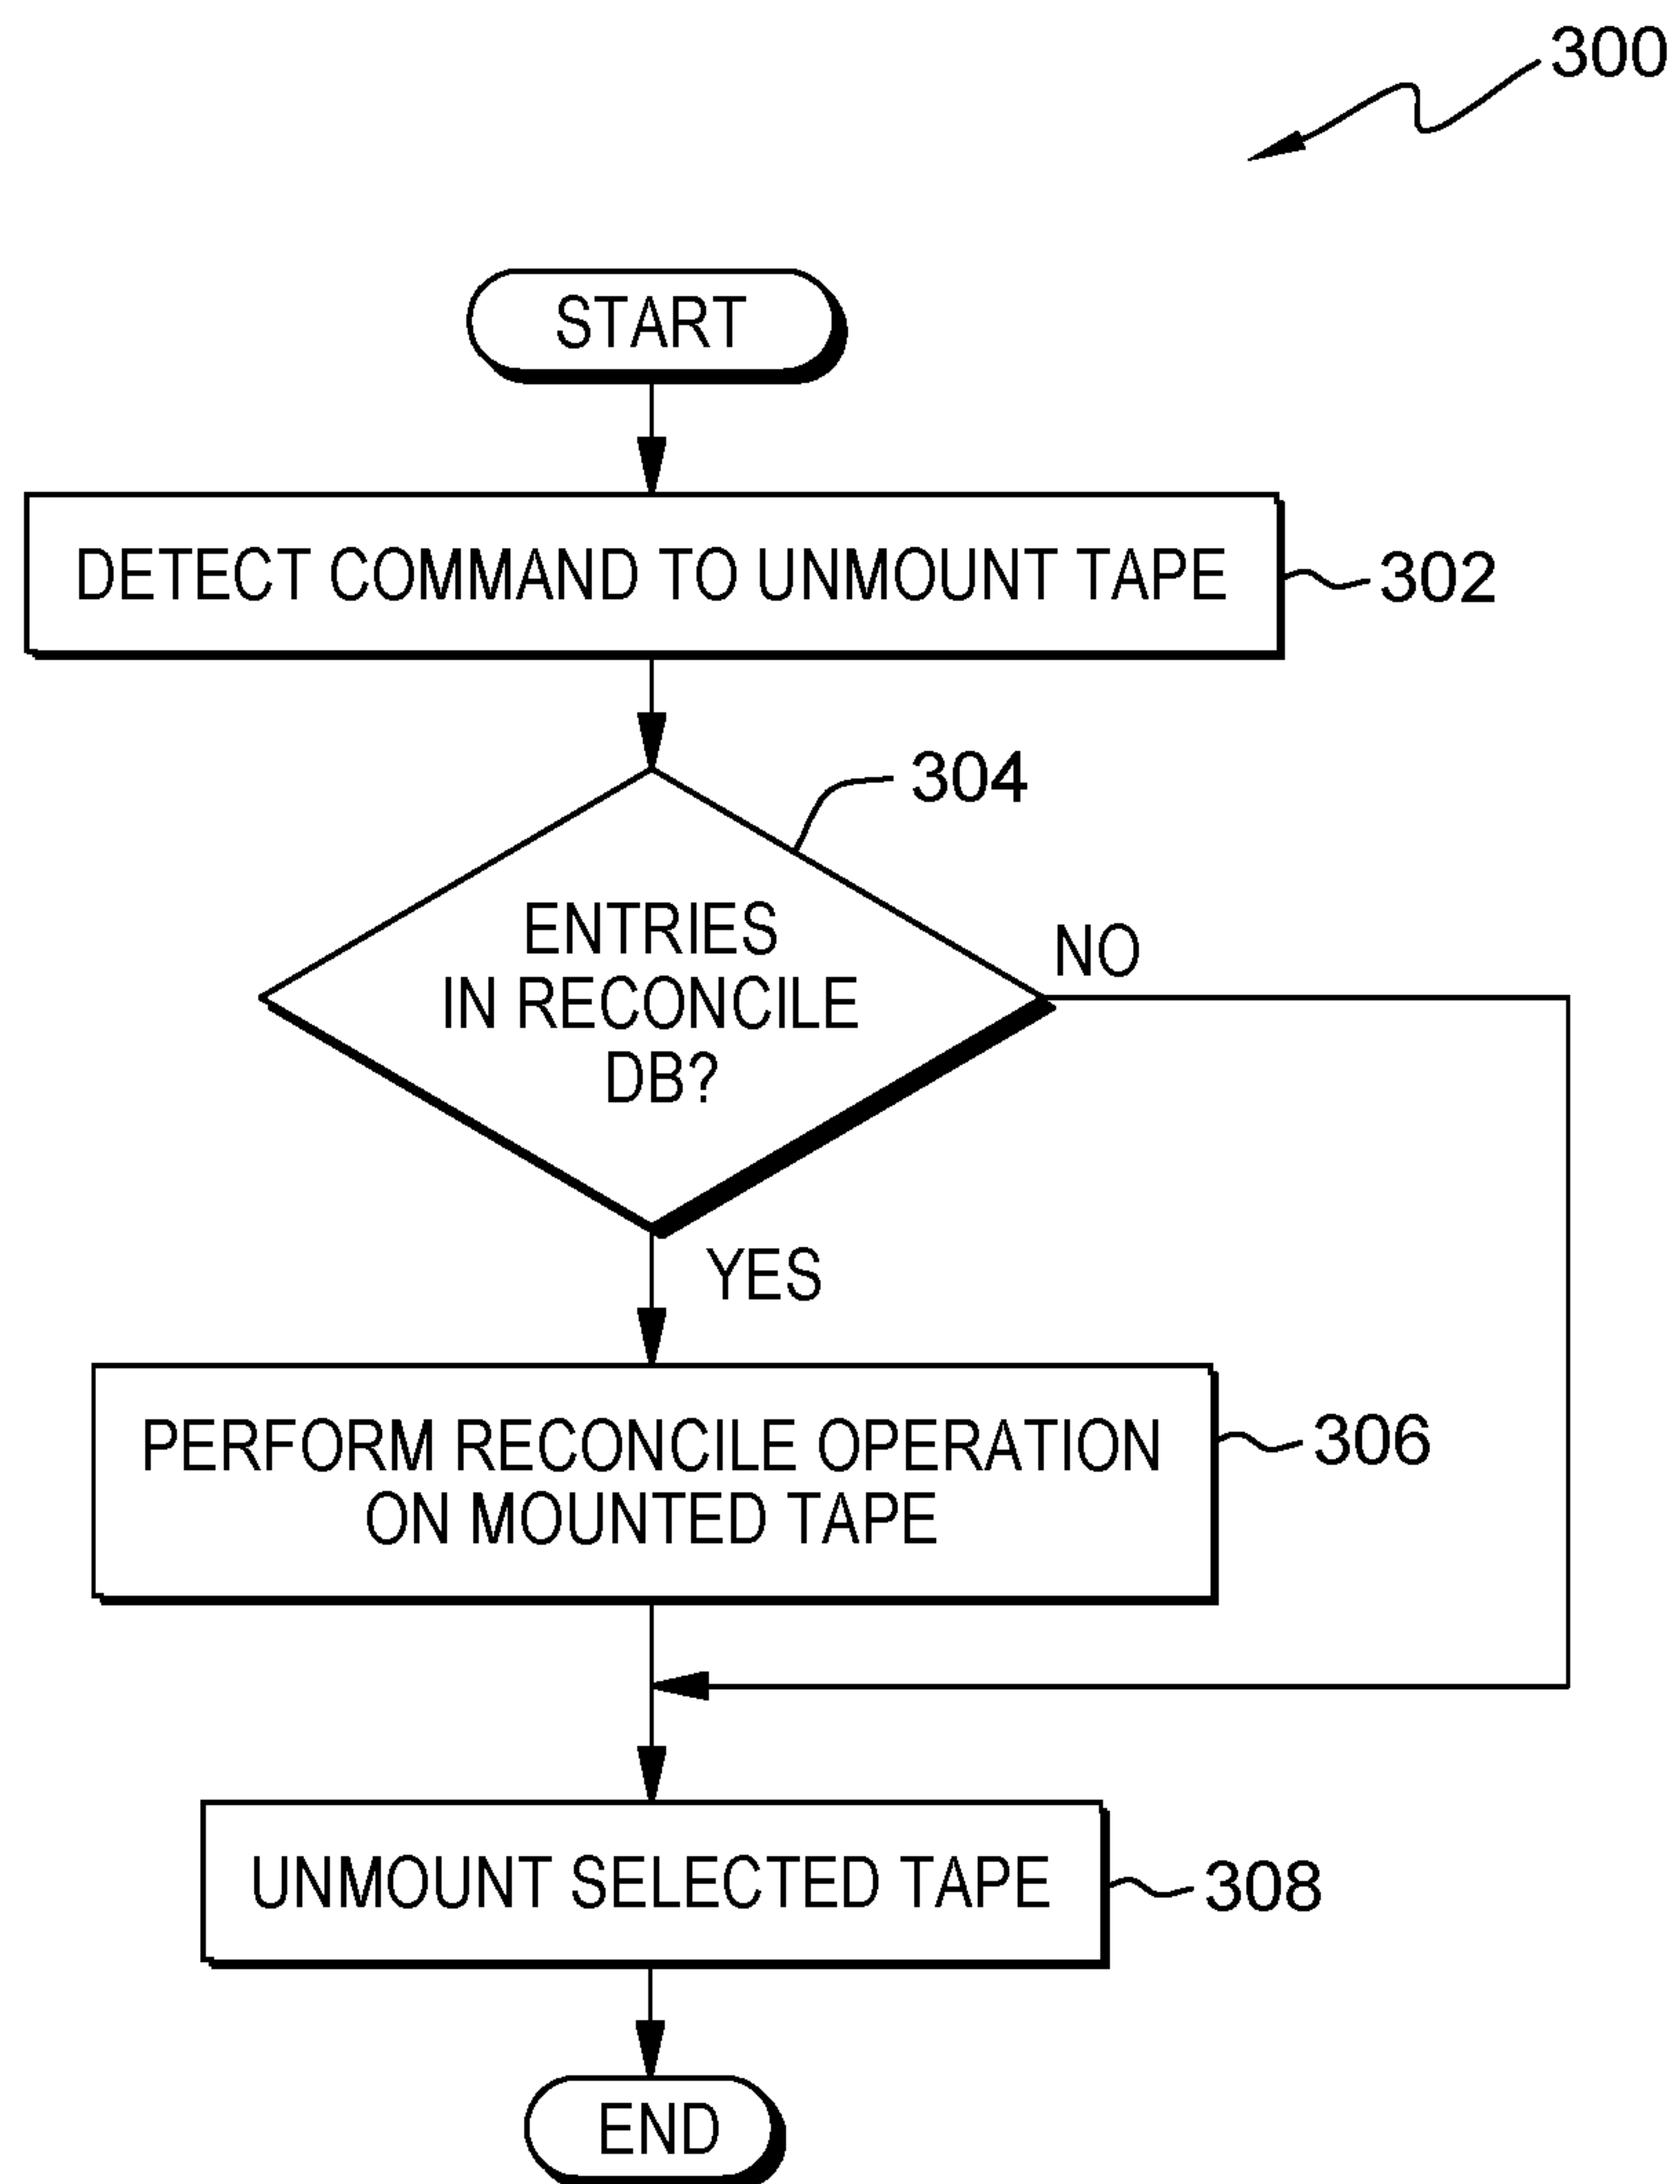 300
START
DETECT COMMAND TO UNMOUNT TAPE
302
304
ENTRIES
IN RECONCILE
DB?
NO
YES
PERFORM RECONCILE OPERATION
ON MOUNTED TAPE
306
UNMOUNT SELECTED TAPE
308
END